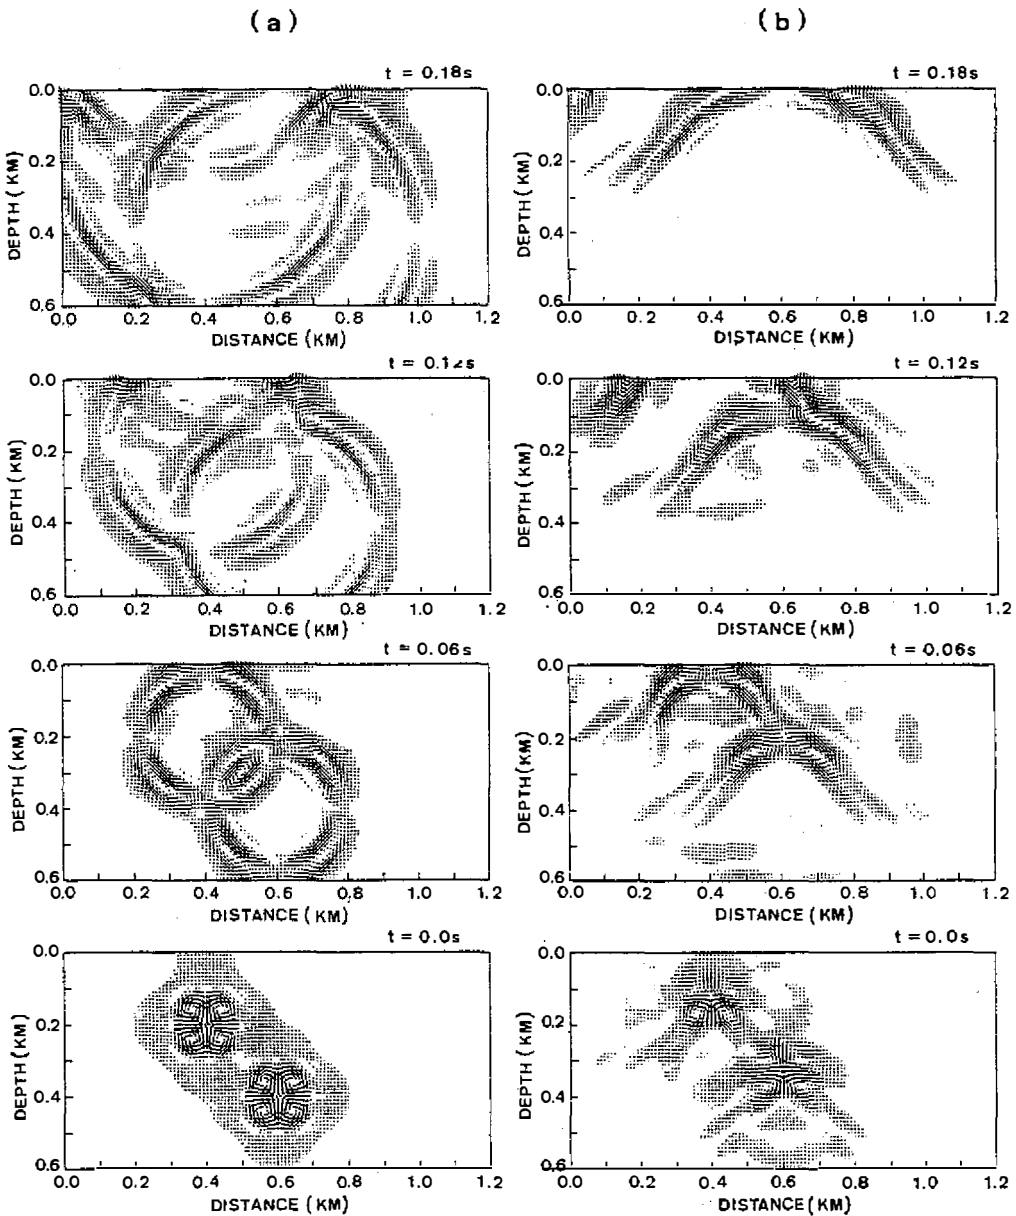 (a) (b)
t = 0.18s t = 0.18s
0.0 0.0
0.2 0.2
0.4 0.4
0.6 0.6
DEPTH (KM) DEPTH (KM)
0.0 0.2 0.4 0.6 0.8 1.0 1.2 0.0 0.2 0.4 0.6 0.8 1.0 1.2
DISTANCE (KM) DISTANCE (KM)
t = 0.12s t = 0.12s
0.0 0.0
0.2 0.2
0.4 0.4
0.6 0.6
DEPTH (KM) DEPTH (KM)
0.0 0.2 0.4 0.6 0.8 1.0 1.2 0.0 0.2 0.4 0.6 0.8 1.0 1.2
DISTANCE (KM) DISTANCE (KM)
t = 0.06s t = 0.06s
0.0 0.0
0.2 0.2
0.4 0.4
0.6 0.6
DEPTH (KM) DEPTH (KM)
0.0 0.2 0.4 0.6 0.8 1.0 1.2 0.0 0.2 0.4 0.6 0.8 1.0 1.2
DISTANCE (KM) DISTANCE (KM)
t = 0.0s t = 0.0s
0.0 0.0
0.2 0.2
0.4 0.4
0.6 0.6
DEPTH (KM) DEPTH (KM)
0.0 0.2 0.4 0.6 0.8 1.0 1.2 0.0 0.2 0.4 0.6 0.8 1.0 1.2
DISTANCE (KM) DISTANCE (KM)